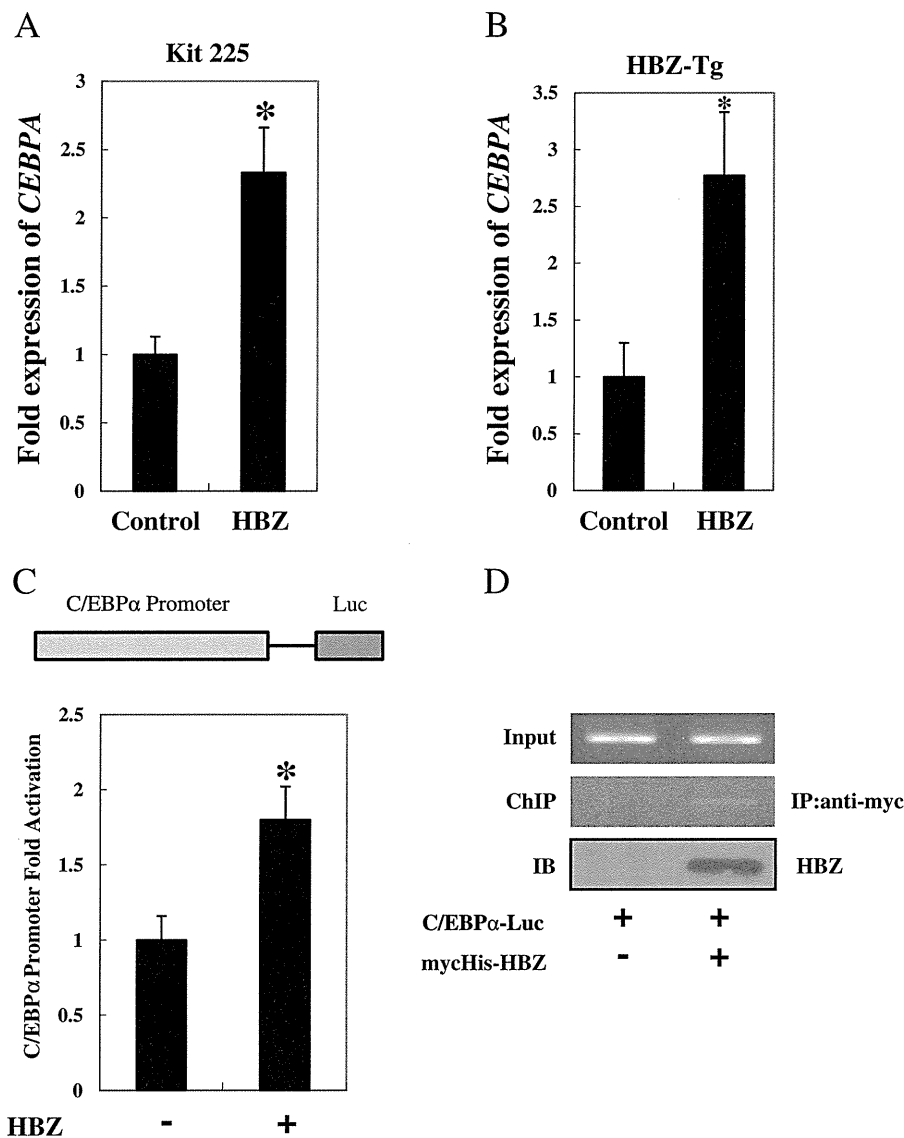 A
Kit 225
Fold expression of CEBPA
3
2.5
2
1.5
1
0.5
0
*
Control HBZ
B
HBZ-Tg
Fold expression of CEBPA
3.5
3
2.5
2
1.5
1
0.5
0
*
Control HBZ
C
C/EBPα Promoter Luc
C/EBPα Promoter Fold Activation
2.5
2
1.5
1
0.5
0
*
HBZ - +
D
Input
ChIP IP:anti-myc
IB HBZ
C/EBPα-Luc + +
mycHis-HBZ - +